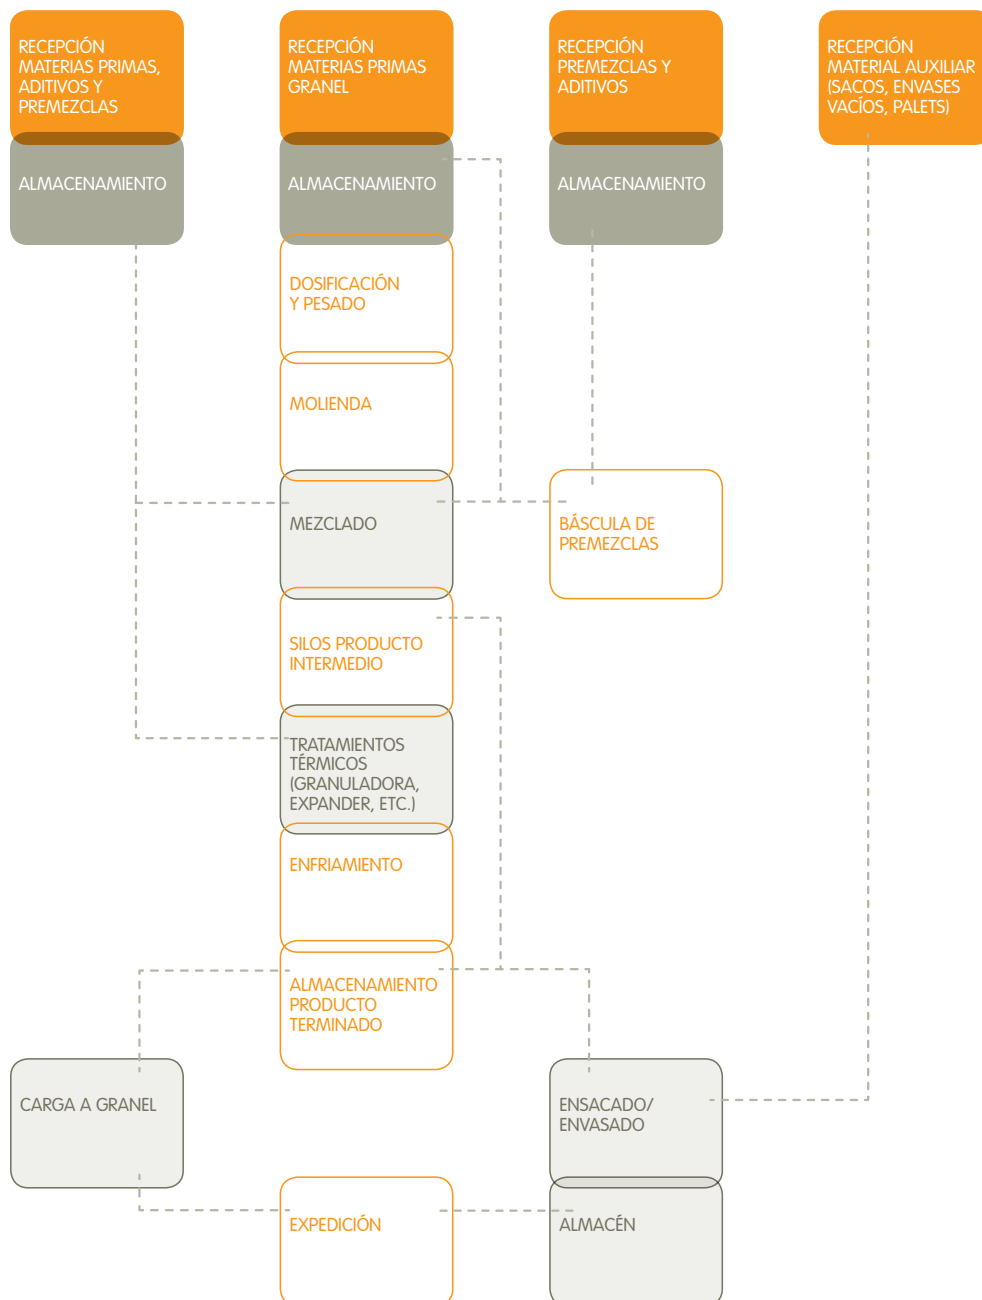 RECEPCIÓN
MATERIAS PRIMAS,
ADITIVOS Y
PREMEZCLAS
RECEPCIÓN
MATERIAS PRIMAS
GRANEL
RECEPCIÓN
PREMEZCLAS Y
ADITIVOS
RECEPCIÓN
MATERIAL AUXILIAR
(SACOS, ENVASES
VACÍOS, PALETS)
ALMACENAMIENTO
ALMACENAMIENTO
ALMACENAMIENTO
DOSIFICACIÓN
Y PESADO
MOLIENDA
MEZCLADO
BÁSCULA DE
PREMEZCLAS
SILOS PRODUCTO
INTERMEDIO
TRATAMIENTOS
TÉRMICOS
(GRANULADORA,
EXPANDER, ETC.)
ENFRIAMIENTO
ALMACENAMIENTO
PRODUCTO
TERMINADO
CARGA A GRANEL
ENSACADO/
ENVASADO
EXPEDICIÓN
ALMACÉN